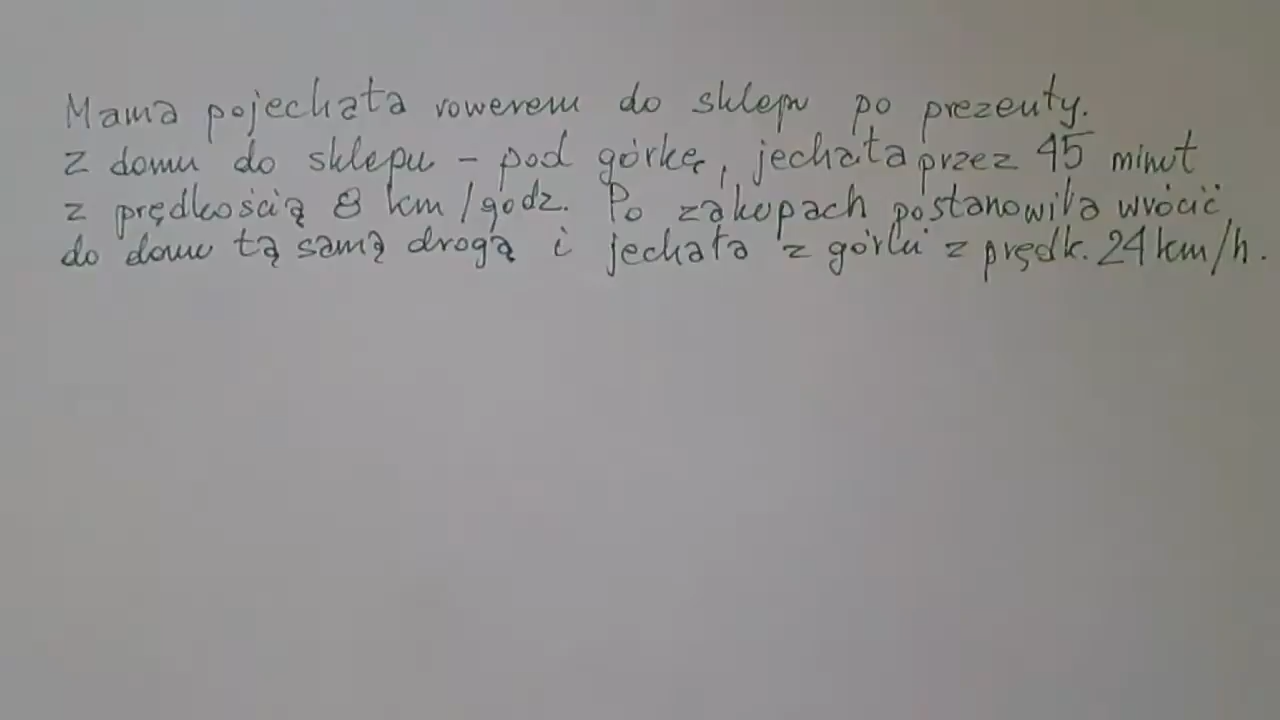 Mama pojechała rowerem do sklepu po prezenty.
Z domu do sklepu - pod górkę, jechała przez 45 minut
z prędkością 8 km/godz. Po zakupach postanowiła wrócić
do domu tą samą drogą i jechała z górki z prędk. 24 km/h.